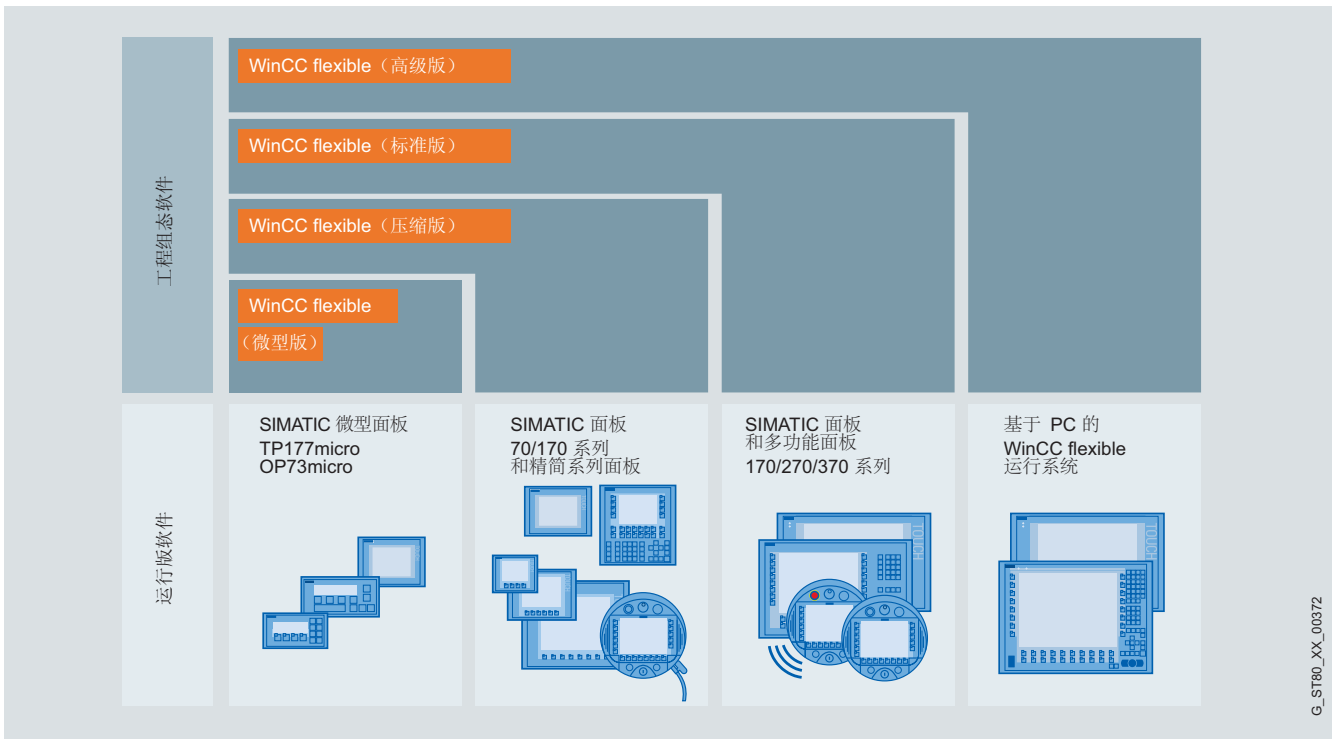 WinCC flexible（高级版）
WinCC flexible（标准版）
WinCC flexible（压缩版）
WinCC flexible
（微型版）
工程组态软件
SIMATIC 微型面板
TP177micro
OP73micro
SIMATIC 面板
70/170 系列
和精简系列面板
SIMATIC 面板
和多功能面板
170/270/370 系列
基于 PC 的
WinCC flexible
运行系统
运行版软件
TOUCH
TOUCH
G_ST80_XX_00372